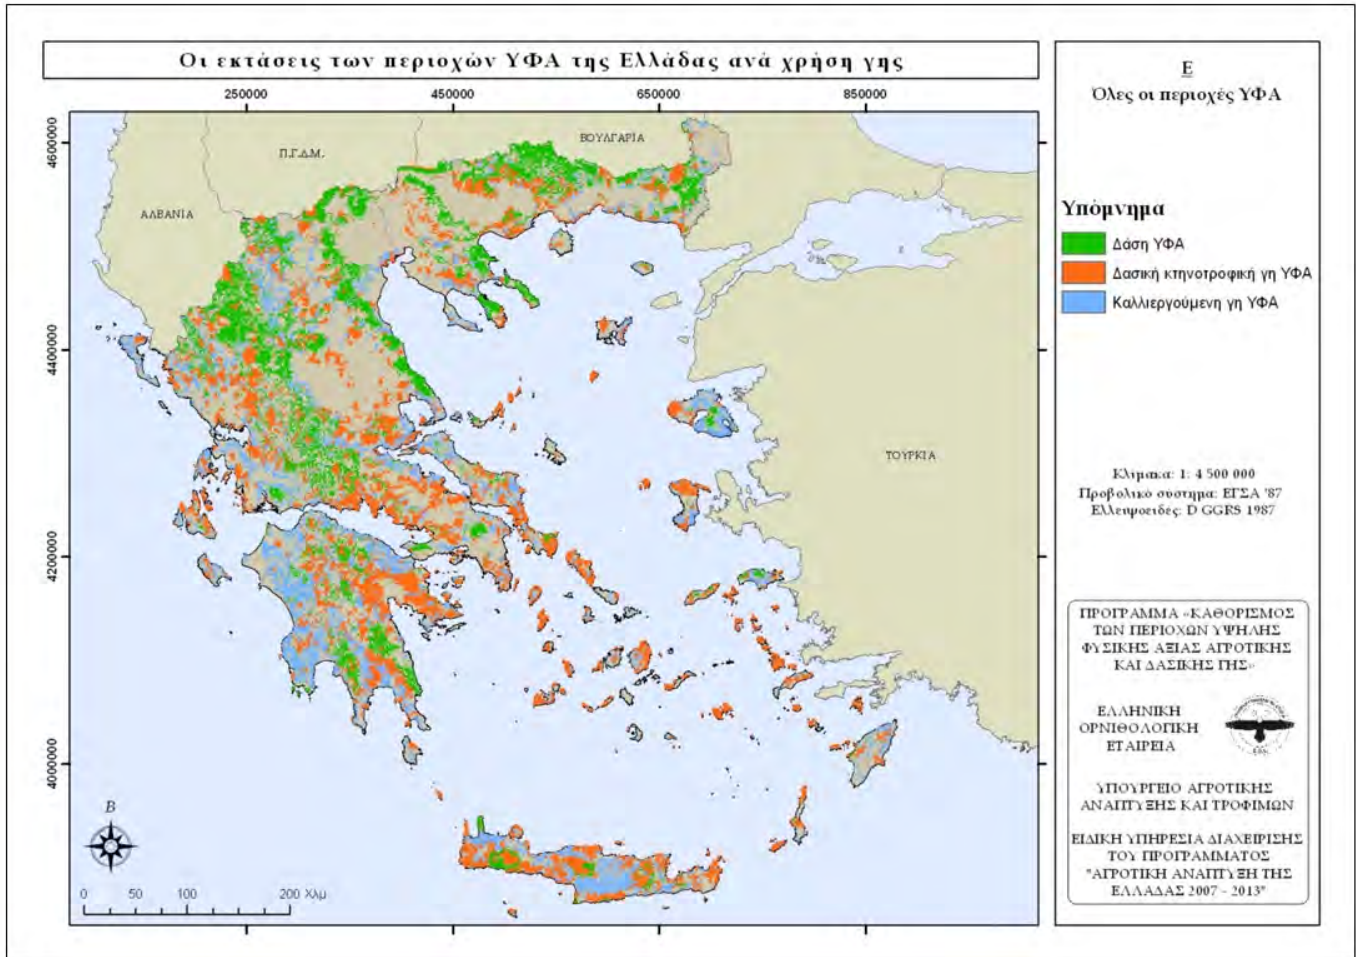 Οι εκτάσεις των περιοχών ΥΦΑ της Ελλάδας ανά χρήση γης
250000 450000 650000 850000
4600000
4400000
4200000
4000000
Π.Γ.Δ.Μ.
ΒΟΥΛΓΑΡΙΑ
ΑΛΒΑΝΙΑ
ΤΟΥΡΚΙΑ
Β
0 50 100 200 Χλμ
Ε
Όλες οι περιοχές ΥΦΑ
Υπόμνημα
Δάση ΥΦΑ
Δασική κτηνοτροφική γη ΥΦΑ
Καλλιεργούμενη γη ΥΦΑ
Κλίμακα: 1: 4 500 000
Προβολικό σύστημα: ΕΓΣΑ '87
Ελλειψοειδές: D GGRS 1987
ΠΡΟΓΡΑΜΜΑ «ΚΑΘΟΡΙΣΜΟΣ
ΤΩΝ ΠΕΡΙΟΧΩΝ ΥΨΗΛΗΣ
ΦΥΣΙΚΗΣ ΑΞΙΑΣ ΑΓΡΟΤΙΚΗΣ
ΚΑΙ ΔΑΣΙΚΗΣ ΓΗΣ»
ΕΛΛΗΝΙΚΗ
ΟΡΝΙΘΟΛΟΓΙΚΗ
ΕΤΑΙΡΕΙΑ
ΥΠΟΥΡΓΕΙΟ ΑΓΡΟΤΙΚΗΣ
ΑΝΑΠΤΥΞΗΣ ΚΑΙ ΤΡΟΦΙΜΩΝ
ΕΙΔΙΚΗ ΥΠΗΡΕΣΙΑ ΔΙΑΧΕΙΡΙΣΗΣ
ΤΟΥ ΠΡΟΓΡΑΜΜΑΤΟΣ
"ΑΓΡΟΤΙΚΗ ΑΝΑΠΤΥΞΗ ΤΗΣ
ΕΛΛΑΔΑΣ 2007 - 2013"